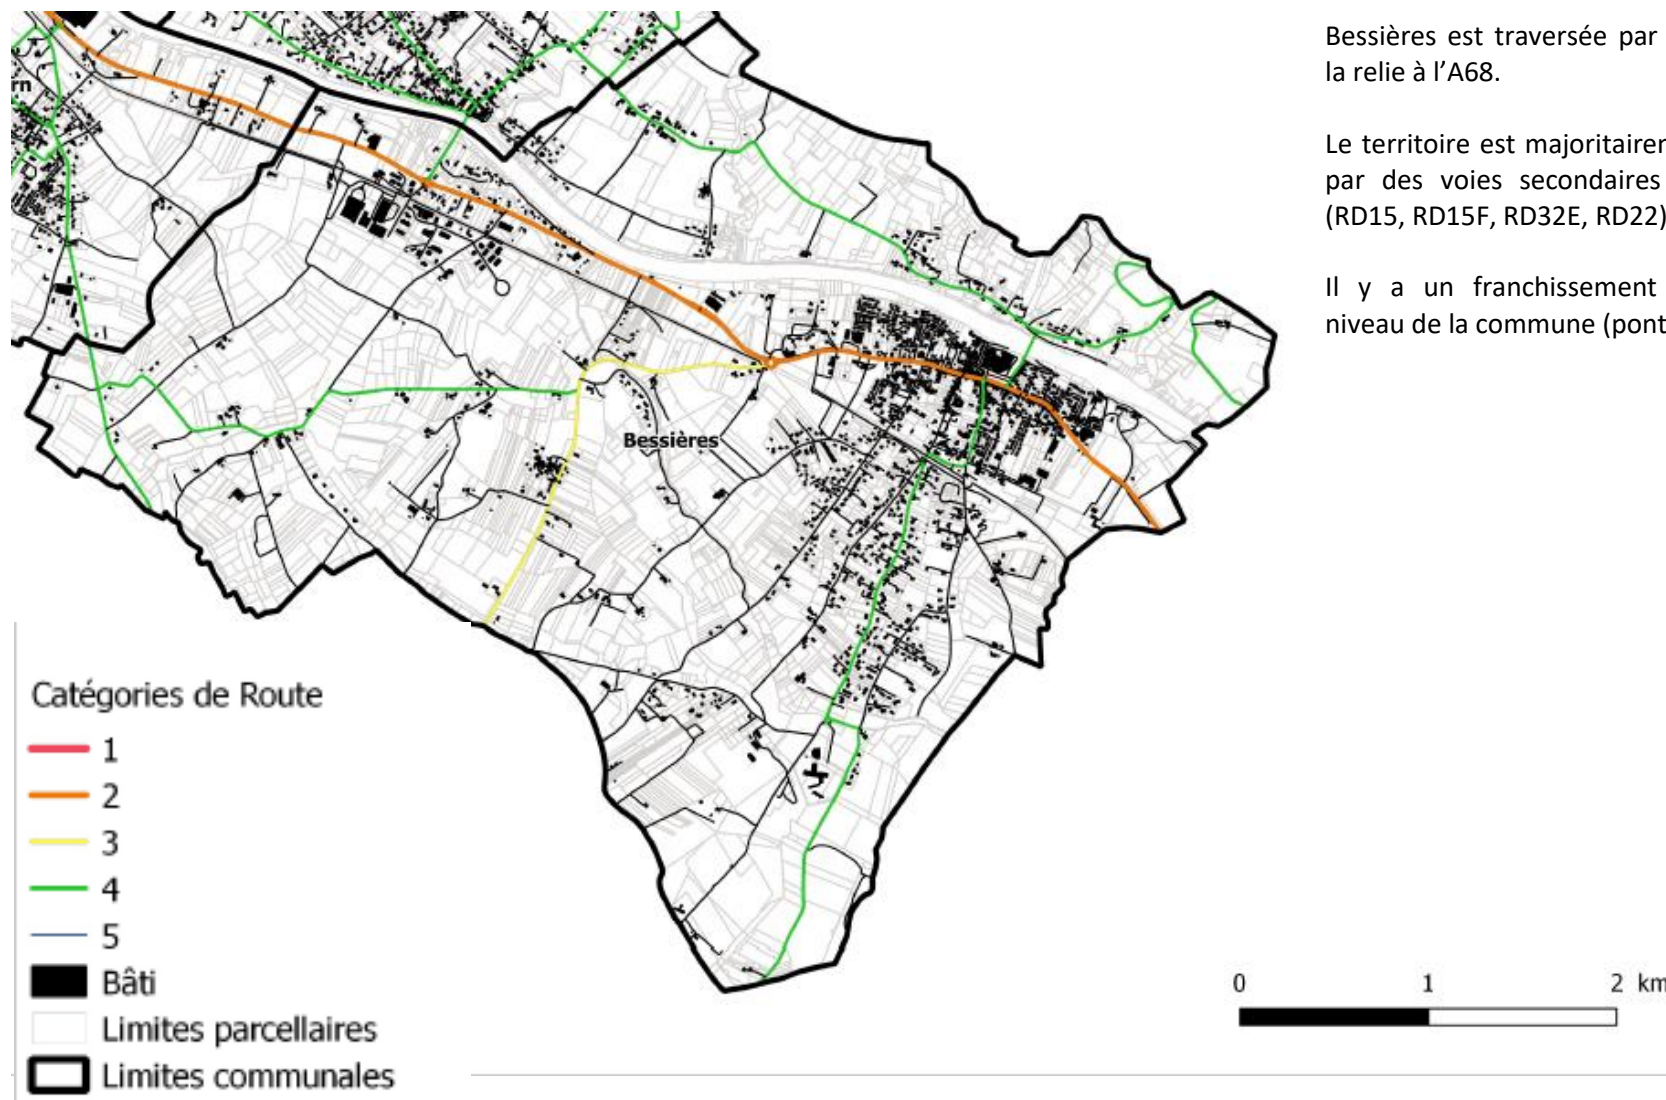 Bessières est traversée par
la relie à l'A68.
Le territoire est majoritairer
par des voies secondaires
(RD15, RD15F, RD32E, RD22)
Il y a un franchissement
niveau de la commune (pont
rn
Bessières
Catégories de Route
1
2
3
4
5
Bâti
Limites parcellaires
Limites communales
0 1 2 km